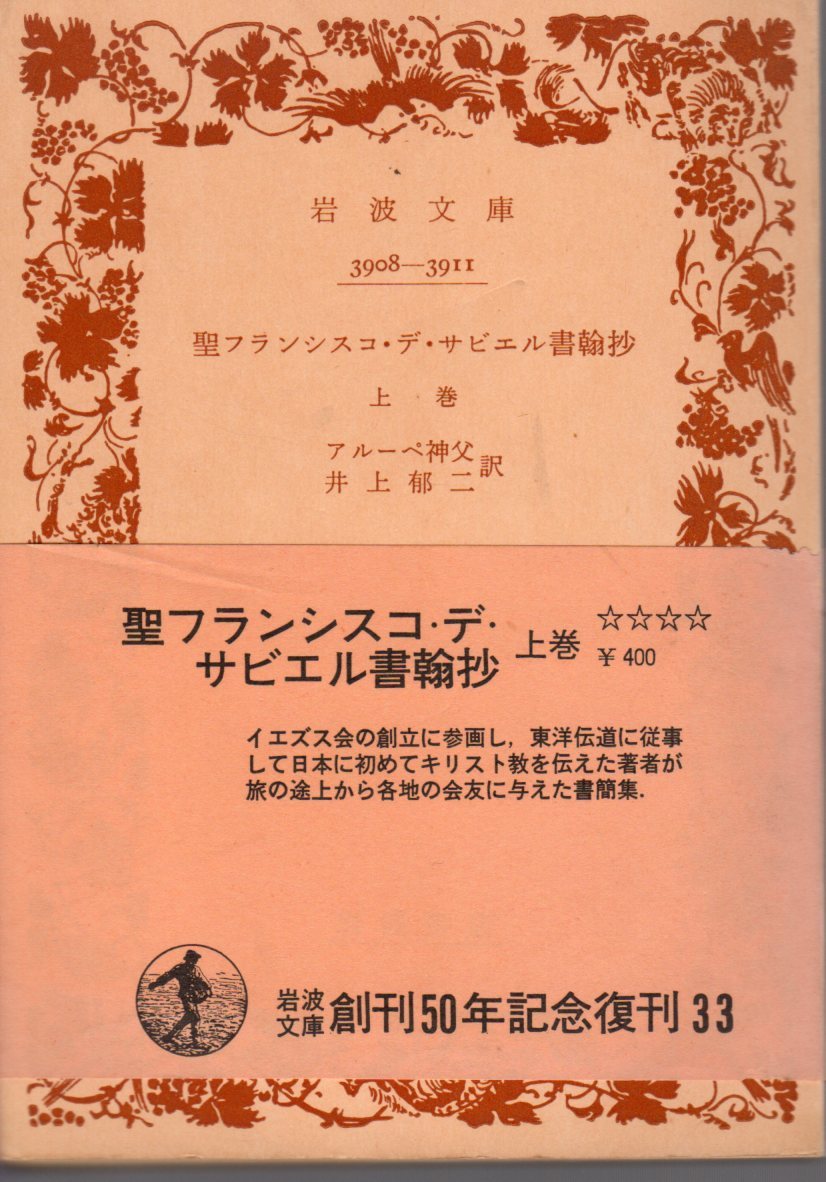 岩波文庫
3908—3911
聖フランシスコ・デ・サビエル書翰抄
上巻
アルーペ神父
井上郁二 訳
聖フランシスコ・デ・
サビエル書翰抄 上巻
☆☆☆☆
¥ 400
イエズス会の創立に参画し，東洋伝道に従事
して日本に初めてキリスト教を伝えた著者が
旅の途上から各地の会友に与えた書簡集．
岩波
文庫 創刊50年記念復刊 33